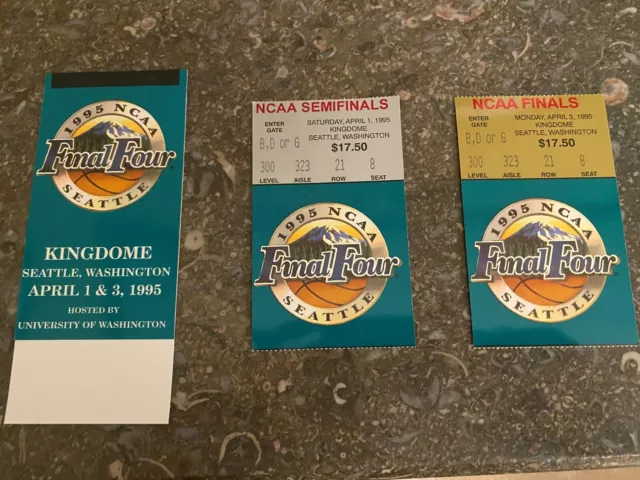 1995 NCAA
Final Four
SEATTLE
KINGDOME
SEATTLE, WASHINGTON
APRIL 1 & 3, 1995
HOSTED BY
UNIVERSITY OF WASHINGTON
NCAA SEMIFINALS
SATURDAY, APRIL 1, 1995
ENTER GATE
KINGDOME
SEATTLE, WASHINGTON
B,D or G
$17.50
300 323 21 8
LEVEL AISLE ROW SEAT
1995 NCAA
Final Four
SEATTLE
NCAA FINALS
MONDAY, APRIL 3, 1995
ENTER GATE
KINGDOME
SEATTLE, WASHINGTON
B,D or G
$17.50
300 323 21 8
LEVEL AISLE ROW SEAT
1995 NCAA
Final Four
SEATTLE